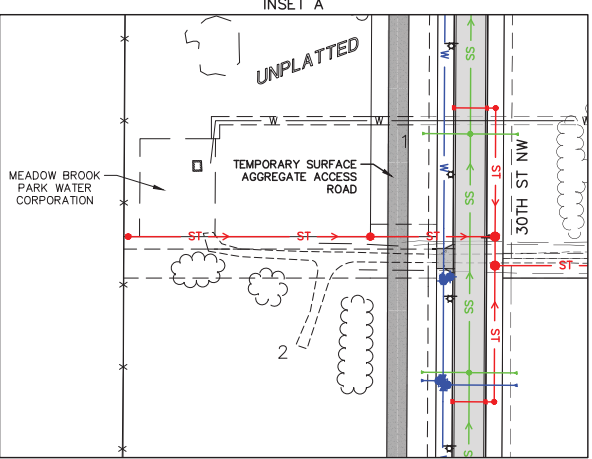 INSET A
UNPLATTED
W
SS
W
W
W
1
MEADOW BROOK
PARK WATER
CORPORATION
TEMPORARY SURFACE
AGGREGATE ACCESS
ROAD
W
SS
ST
30TH ST NW
ST
ST
ST
ST
SS
ST
2
S